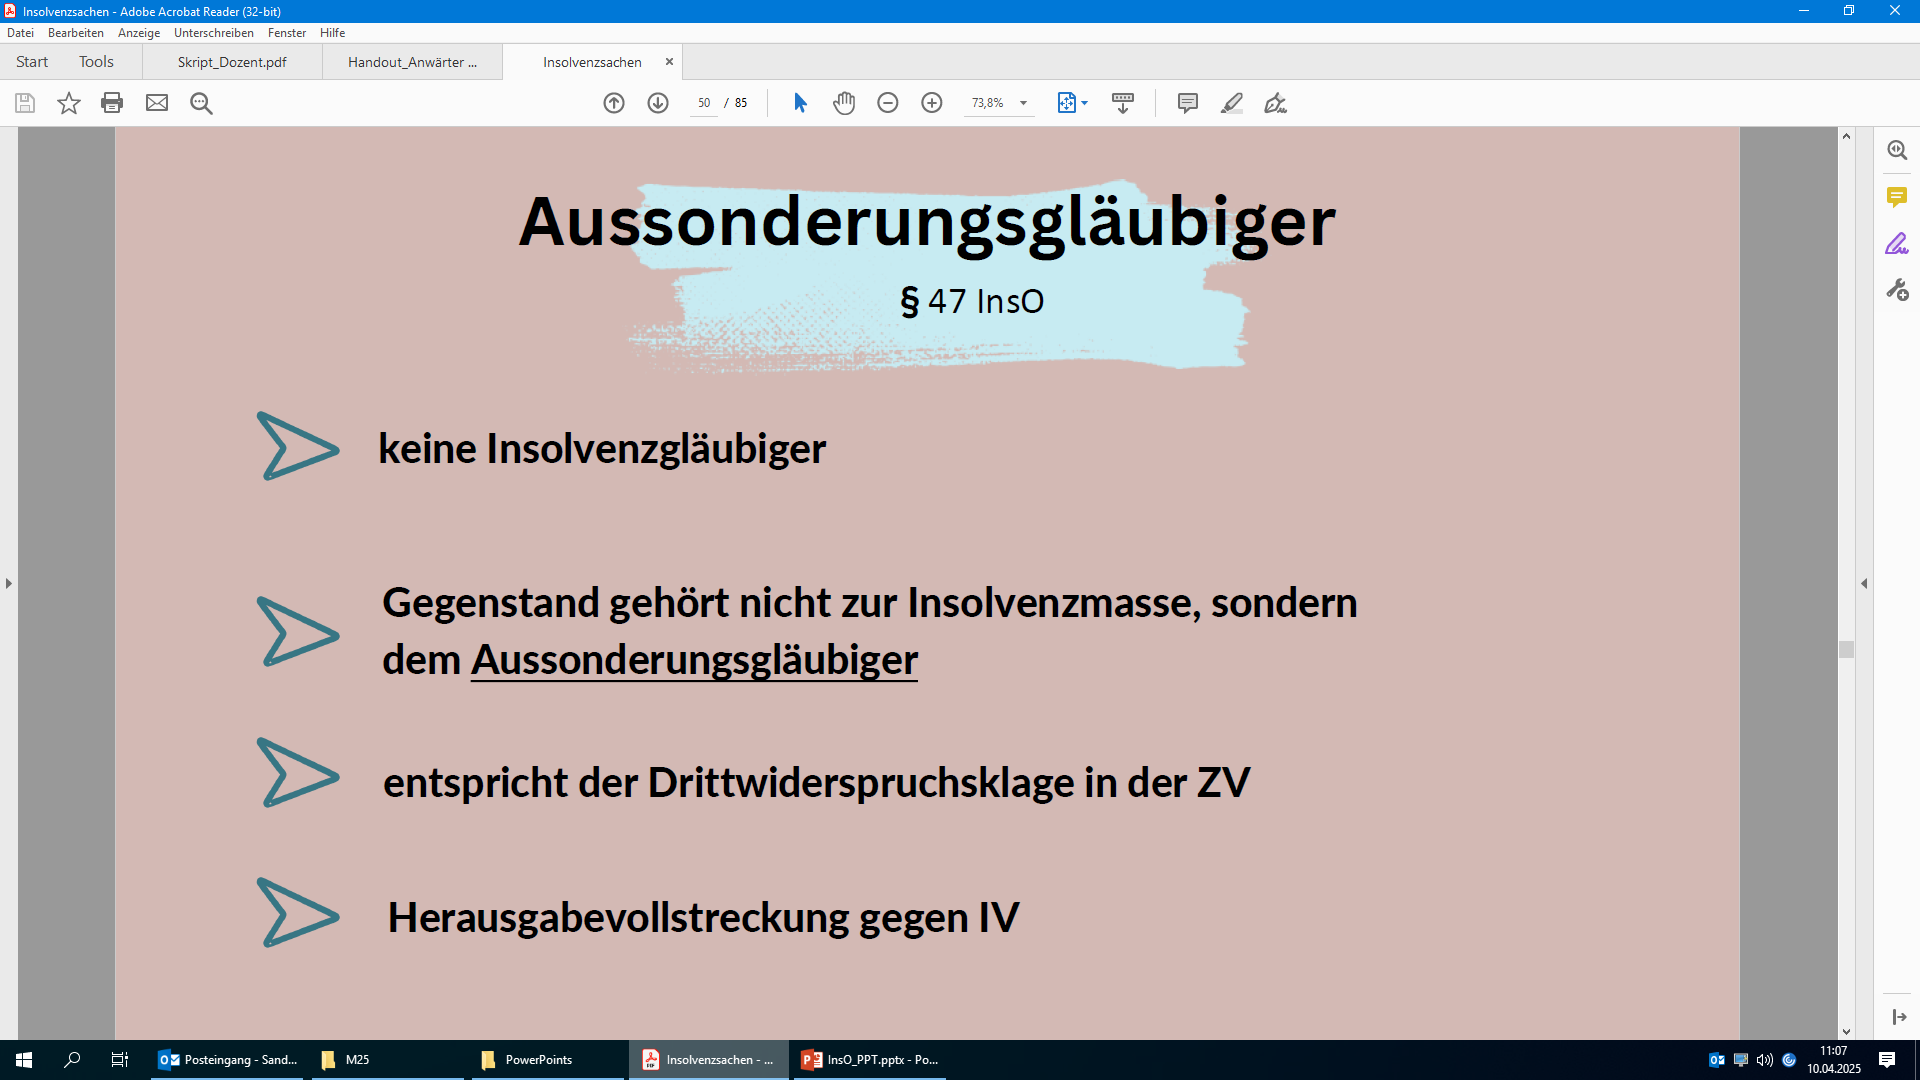 Insolvenzsachen - Adobe Acrobat Reader (32-bit)
Datei Bearbeiten Anzeige Unterschreiben Fenster Hilfe
Start Tools Skript_Dozent.pdf Handout_Anwärter ... Insolvenzsachen ×
50 / 85 73,8%
Aussonderungsgläubiger
§ 47 InsO
keine Insolvenzgläubiger
Gegenstand gehört nicht zur Insolvenzmasse, sondern
dem Aussonderungsgläubiger
entspricht der Drittwiderspruchsklage in der ZV
Herausgabevollstreckung gegen IV
Posteingang - Sand... M25 PowerPoints Insolvenzsachen - ... InsO_PPT.pptx - Po...
11:07
10.04.2025